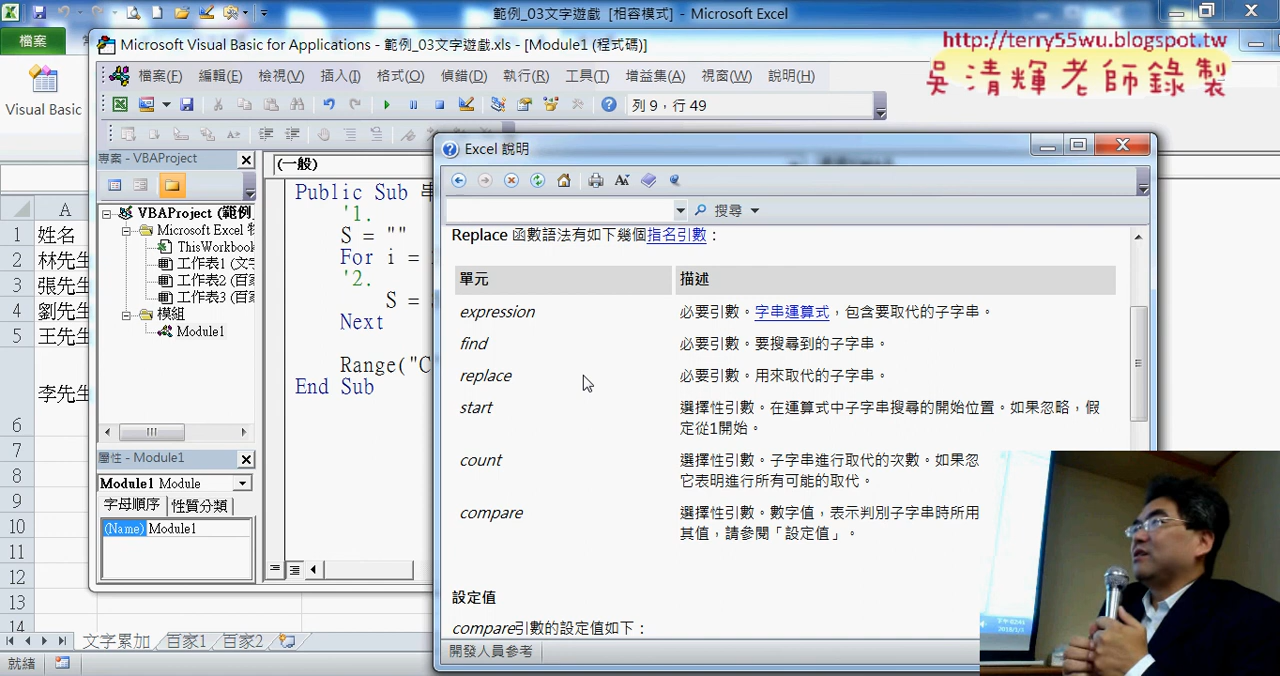 範例_03文字遊戲 [相容模式] - Microsoft Excel
檔案
Microsoft Visual Basic for Applications - 範例_03文字遊戲.xls - [Module1 (程式碼)]
http://terry55wu.blogspot.tw
吳清輝老師錄製
檔案(F) 編輯(E) 檢視(V) 插入(I) 格式(O) 偵錯(D) 執行(R) 工具(T) 增益集(A) 視窗(W) 說明(H)
Visual Basic
列 9，行 49
專案 - VBAProject
VBAProject (範例
Microsoft Excel
ThisWorkbook
工作表1 (文
工作表2 (百
工作表3 (百
模組
Module1
屬性 - Module1
Module1 Module
字母順序 性質分類
(Name) Module1
(一般)
Public Sub
'1.
S = ""
For i =
'2.
S =
Next
Range("C
End Sub
Excel 說明
搜尋
Replace 函數語法有如下幾個指名引數：
單元 描述
expression 必要引數。字串運算式，包含要取代的子字串。
find 必要引數。要搜尋到的子字串。
replace 必要引數。用來取代的子字串。
start 選擇性引數。在運算式中子字串搜尋的開始位置。如果忽略，假
定從1開始。
count 選擇性引數。子字串進行取代的次數。如果忽
它表明進行所有可能的取代。
compare 選擇性引數。數字值，表示判別子字串時所用
其值，請參閱「設定值」。
設定值
compare引數的設定值如下：
開發人員參考
A
1 姓名
2 林先生
3 張先生
4 劉先生
5 王先生
6 李先生
7
8
9
10
11
12
13
14
文字累加 百家1 百家2
就緒